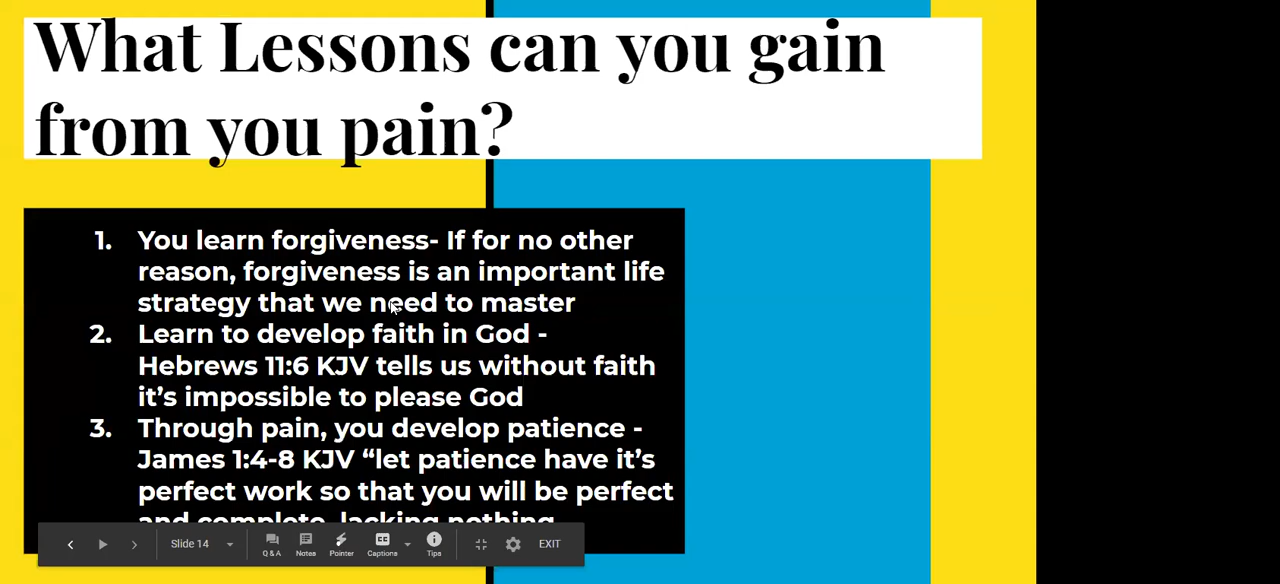 What Lessons can you gain
from you pain?
1. You learn forgiveness- If for no other
reason, forgiveness is an important life
strategy that we need to master
2. Learn to develop faith in God -
Hebrews 11:6 KJV tells us without faith
it's impossible to please God
3. Through pain, you develop patience -
James 1:4-8 KJV “let patience have it's
perfect work so that you will be perfect
and complete, lacking nothing
Slide 14
Q & A
Notes
Pointer
Captions
Tips
EXIT